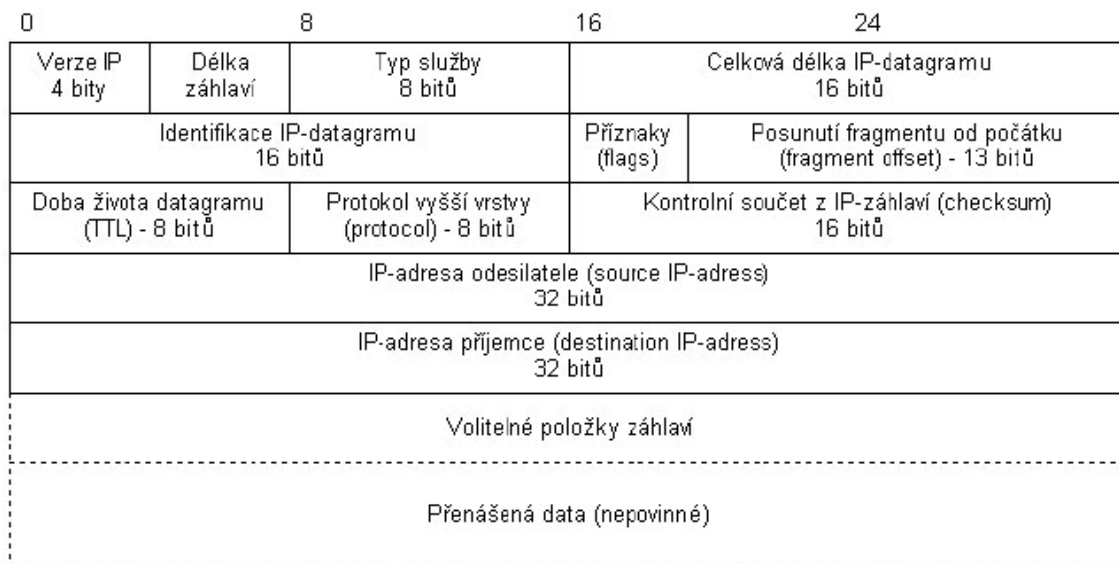 0 8 16 24
Verze IP
4 bity
Délka
záhlaví
Typ služby
8 bitů
Celková délka IP-datagramu
16 bitů
Identifikace IP-datagramu
16 bitů
Příznaky
(flags)
Posunutí fragmentu od počátku
(fragment offset) - 13 bitů
Doba života datagramu
(TTL) - 8 bitů
Protokol vyšší vrstvy
(protocol) - 8 bitů
Kontrolní součet z IP-záhlaví (checksum)
16 bitů
IP-adresa odesilatele (source IP-adress)
32 bitů
IP-adresa příjemce (destination IP-adress)
32 bitů
Volitelné položky záhlaví
Přenášená data (nepovinné)